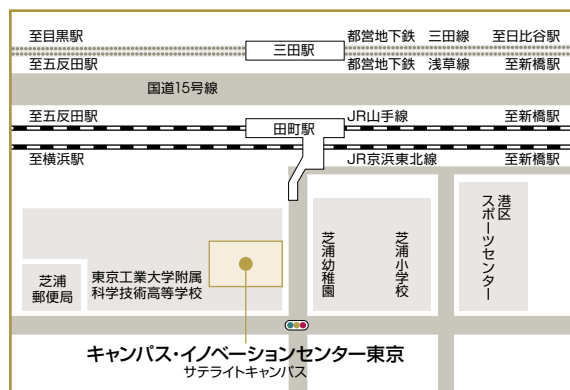 至目黒駅
都営地下鉄 三田線
至日比谷駅
三田駅
至五反田駅
都営地下鉄 浅草線
至新橋駅
国道15号線
至五反田駅
JR山手線
至新橋駅
田町駅
至横浜駅
JR京浜東北線
至新橋駅
港区
スポーツセンター
芝浦小学校
芝浦幼稚園
東京工業大学附属
科学技術高等学校
芝浦
郵便局
キャンパス・イノベーションセンター東京
サテライトキャンパス